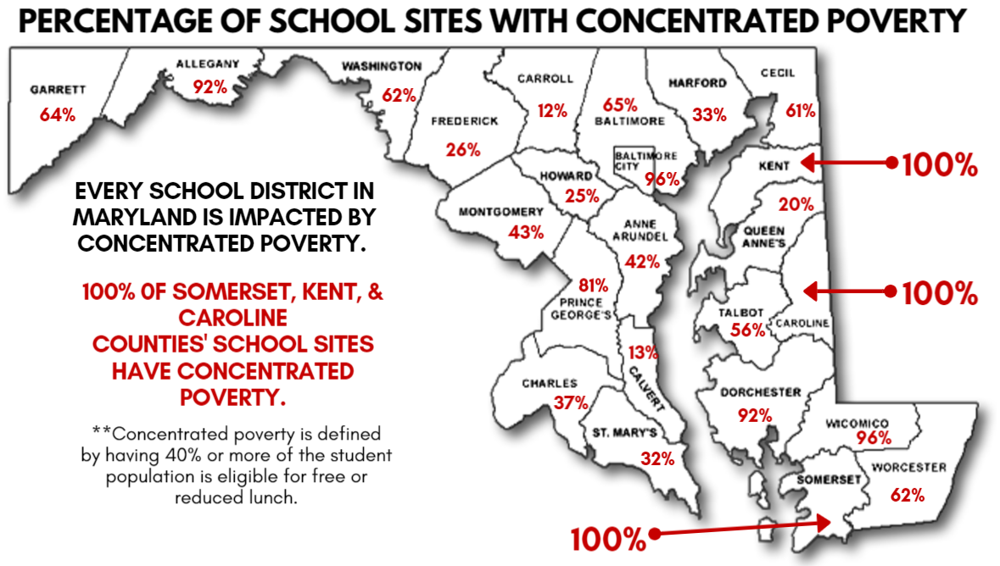 PERCENTAGE OF SCHOOL SITES WITH CONCENTRATED POVERTY
GARRETT
64%
ALLEGANY
92%
WASHINGTON
62%
FREDERICK
26%
CARROLL
12%
65%
BALTIMORE
BALTIMORE
CITY
96%
HARFORD
33%
CECIL
61%
KENT
100%
20%
QUEEN
ANNE'S
HOWARD
25%
MONTGOMERY
43%
ANNE
ARUNDEL
42%
81%
PRINCE
GEORGE'S
100%
TALBOT
56%
CAROLINE
13%
CALVERT
CHARLES
37%
ST. MARY'S
32%
DORCHESTER
92%
WICOMICO
96%
SOMERSET
WORCESTER
62%
100%
EVERY SCHOOL DISTRICT IN
MARYLAND IS IMPACTED BY
CONCENTRATED POVERTY.
100% OF SOMERSET, KENT, &
CAROLINE
COUNTIES' SCHOOL SITES
HAVE CONCENTRATED
POVERTY.
**Concentrated poverty is defined
by having 40% or more of the student
population is eligible for free or
reduced lunch.